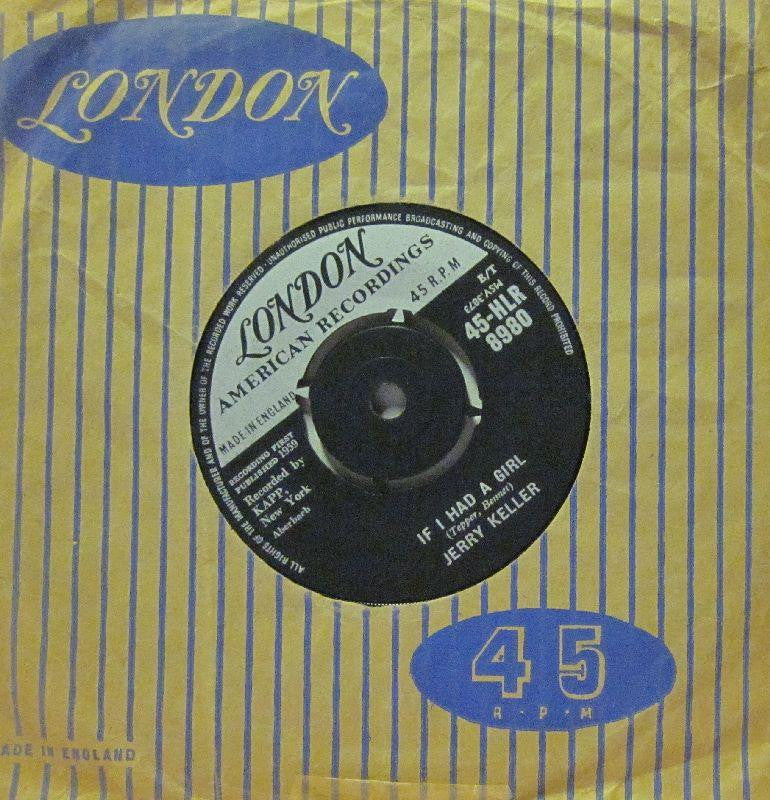 LONDON
ALL RIGHTS OF THE MANUFACTURER AND OF THE OWNER OF THE RECORDED WORK RESERVED · UNAUTHORISED PUBLIC PERFORMANCE BROADCASTING AND COPYING OF THIS RECORD PROHIBITED
LONDON
AMERICAN RECORDINGS
45 R.P.M
MADE IN ENGLAND
R/T
45-HLR
8980
RECORDING FIRST
PUBLISHED 1959
Recorded by
KAPP,
New York
Aberbach
IF I HAD A GIRL
(Tepper, Bennet)
JERRY KELLER
45
R·P·M
ADE IN ENGLAND